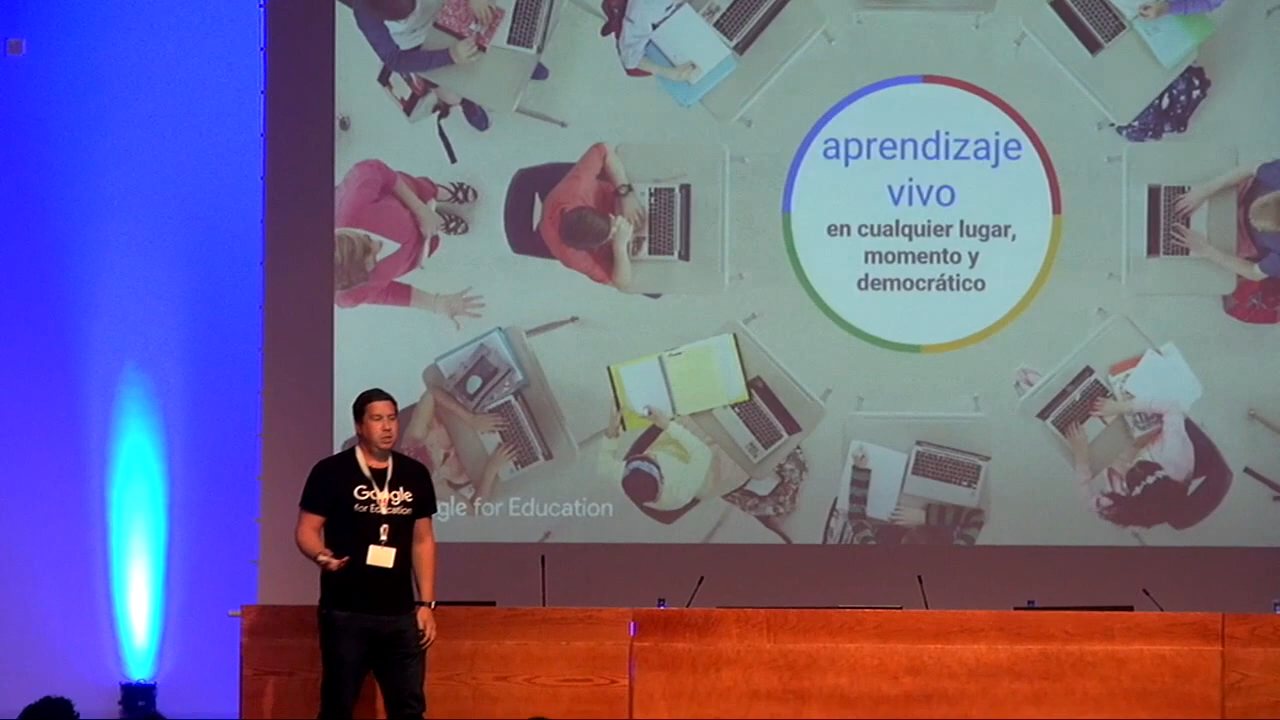 aprendizaje
vivo
en cualquier lugar,
momento y
democrático
Google
for Education
gle for Education